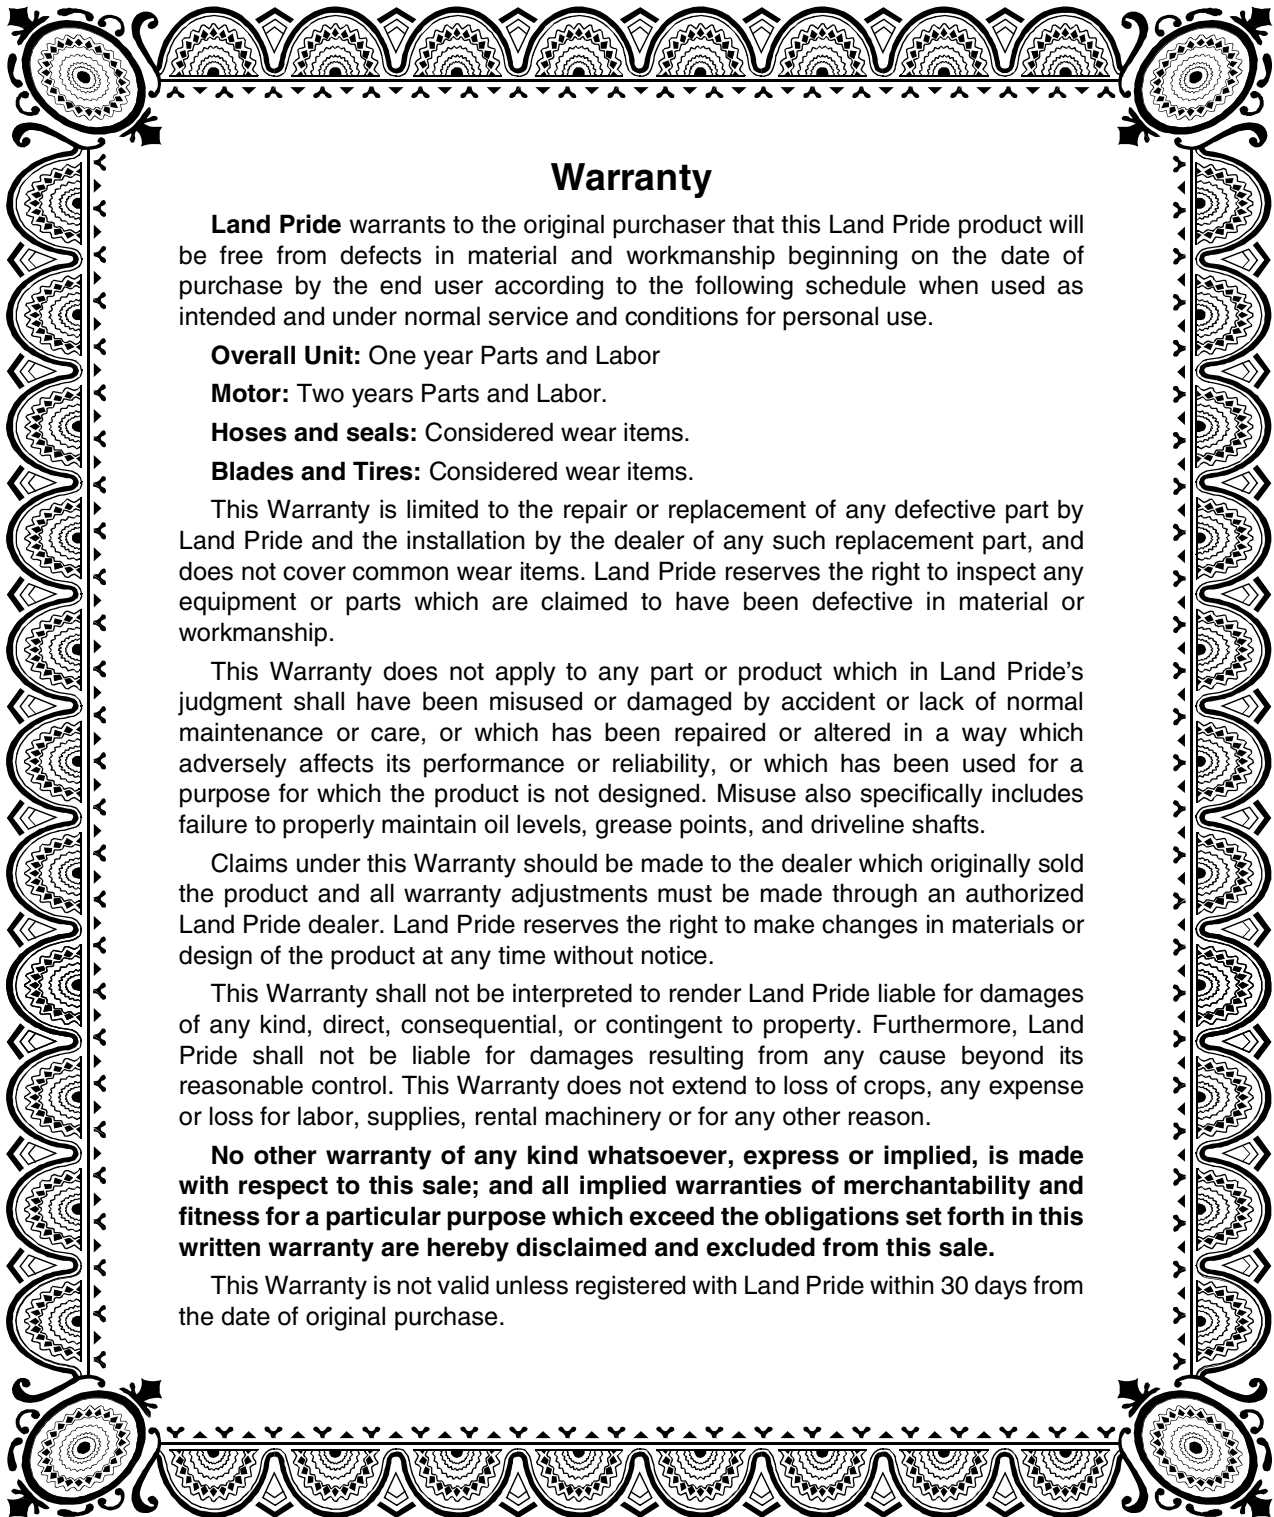 Warranty
Land Pride warrants to the original purchaser that this Land Pride product will
be free from defects in material and workmanship beginning on the date of
purchase by the end user according to the following schedule when used as
intended and under normal service and conditions for personal use.
Overall Unit: One year Parts and Labor
Motor: Two years Parts and Labor.
Hoses and seals: Considered wear items.
Blades and Tires: Considered wear items.
This Warranty is limited to the repair or replacement of any defective part by
Land Pride and the installation by the dealer of any such replacement part, and
does not cover common wear items. Land Pride reserves the right to inspect any
equipment or parts which are claimed to have been defective in material or
workmanship.
This Warranty does not apply to any part or product which in Land Pride’s
judgment shall have been misused or damaged by accident or lack of normal
maintenance or care, or which has been repaired or altered in a way which
adversely affects its performance or reliability, or which has been used for a
purpose for which the product is not designed. Misuse also specifically includes
failure to properly maintain oil levels, grease points, and driveline shafts.
Claims under this Warranty should be made to the dealer which originally sold
the product and all warranty adjustments must be made through an authorized
Land Pride dealer. Land Pride reserves the right to make changes in materials or
design of the product at any time without notice.
This Warranty shall not be interpreted to render Land Pride liable for damages
of any kind, direct, consequential, or contingent to property. Furthermore, Land
Pride shall not be liable for damages resulting from any cause beyond its
reasonable control. This Warranty does not extend to loss of crops, any expense
or loss for labor, supplies, rental machinery or for any other reason.
No other warranty of any kind whatsoever, express or implied, is made
with respect to this sale; and all implied warranties of merchantability and
fitness for a particular purpose which exceed the obligations set forth in this
written warranty are hereby disclaimed and excluded from this sale.
This Warranty is not valid unless registered with Land Pride within 30 days from
the date of original purchase.